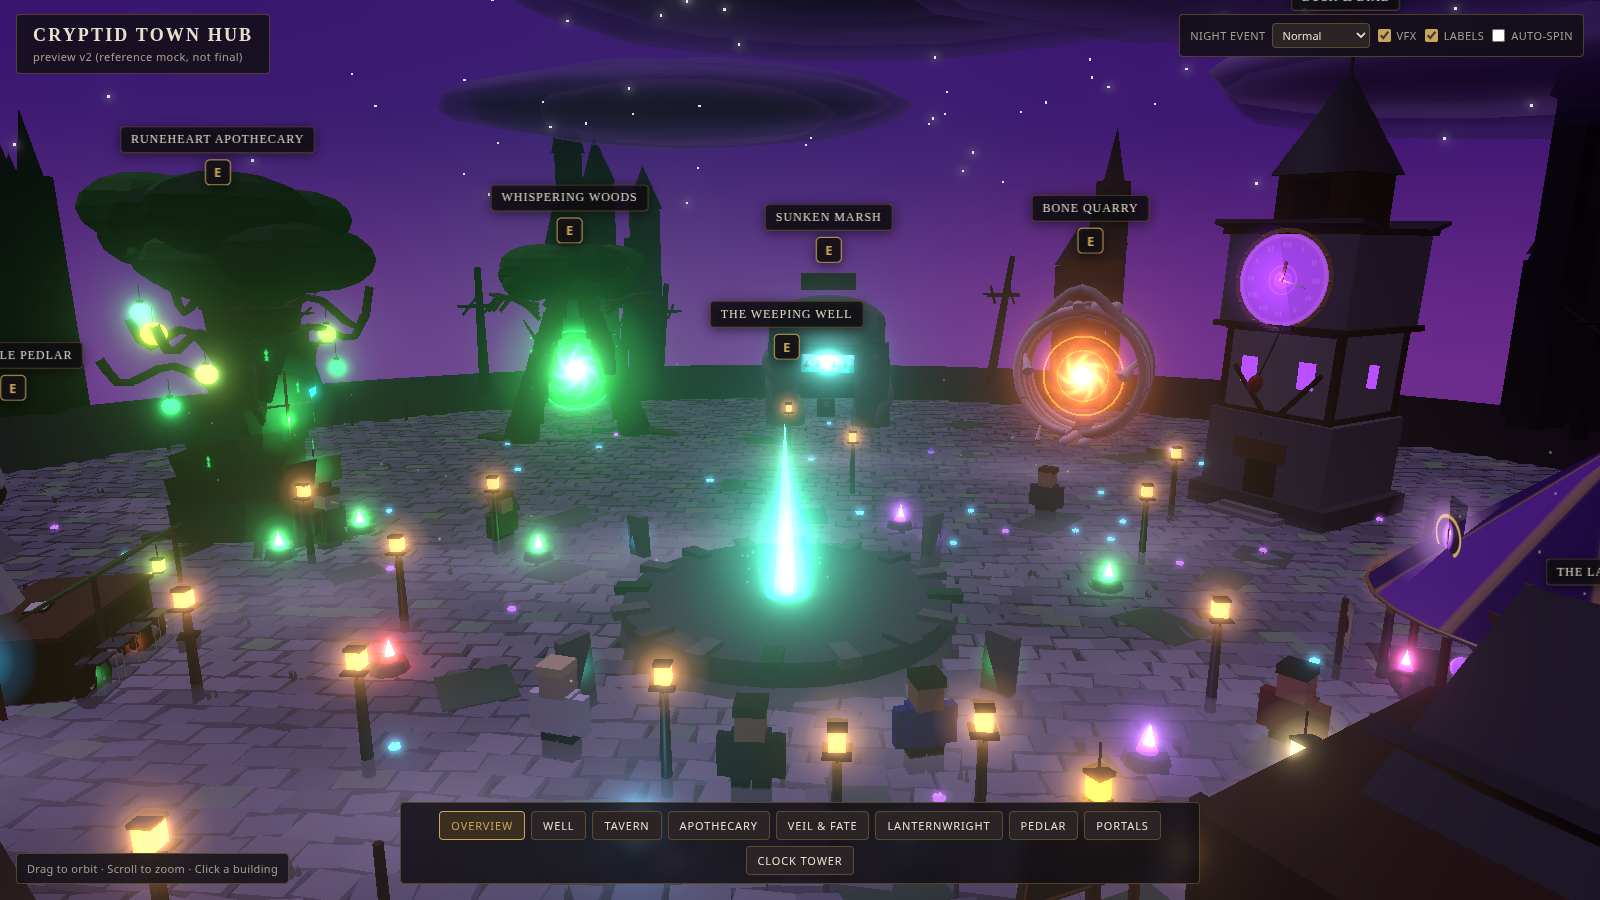 CRYPTID TOWN HUB
preview v2 (reference mock, not final)
NIGHT EVENT
Normal
VFX
LABELS
AUTO-SPIN
RUNEHEART APOTHECARY
E
WHISPERING WOODS
E
SUNKEN MARSH
E
BONE QUARRY
E
THE WEEPING WELL
E
LE PEDLAR
E
THE LA
OVERVIEW
WELL
TAVERN
APOTHECARY
VEIL & FATE
LANTERNWRIGHT
PEDLAR
PORTALS
CLOCK TOWER
Drag to orbit · Scroll to zoom · Click a building